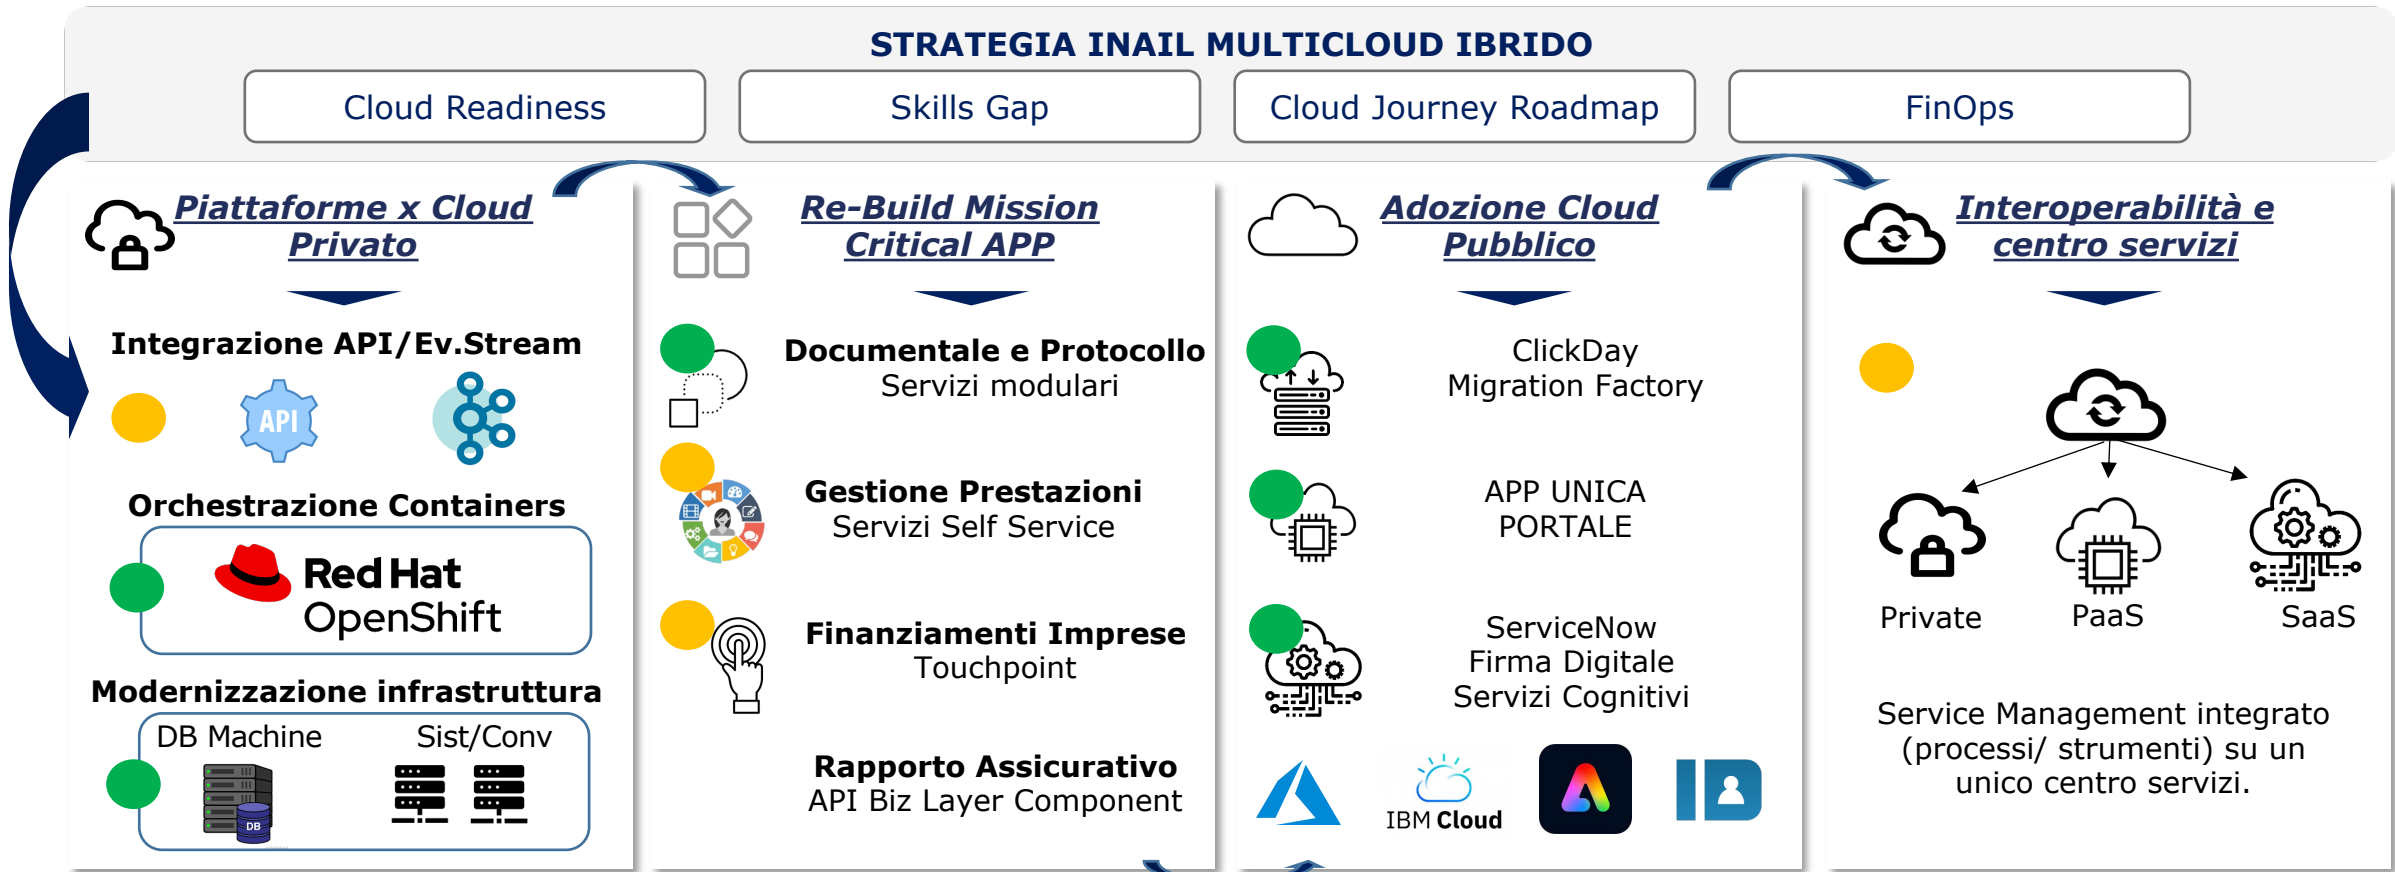 STRATEGIA INAIL MULTICLOUD IBRIDO
Cloud Readiness
Skills Gap
Cloud Journey Roadmap
FinOps
Piattaforme x Cloud
Privato
Integrazione API/Ev.Stream
API
Orchestrazione Containers
Red Hat
OpenShift
Modernizzazione infrastruttura
DB Machine
Sist/Conv
DB
Re-Build Mission
Critical APP
Documentale e Protocollo
Servizi modulari
Gestione Prestazioni
Servizi Self Service
Finanziamenti Imprese
Touchpoint
Rapporto Assicurativo
API Biz Layer Component
Adozione Cloud
Pubblico
ClickDay
Migration Factory
APP UNICA
PORTALE
ServiceNow
Firma Digitale
Servizi Cognitivi
IBM Cloud
Interoperabilità e
centro servizi
Private
PaaS
SaaS
Service Management integrato
(processi/ strumenti) su un
unico centro servizi.